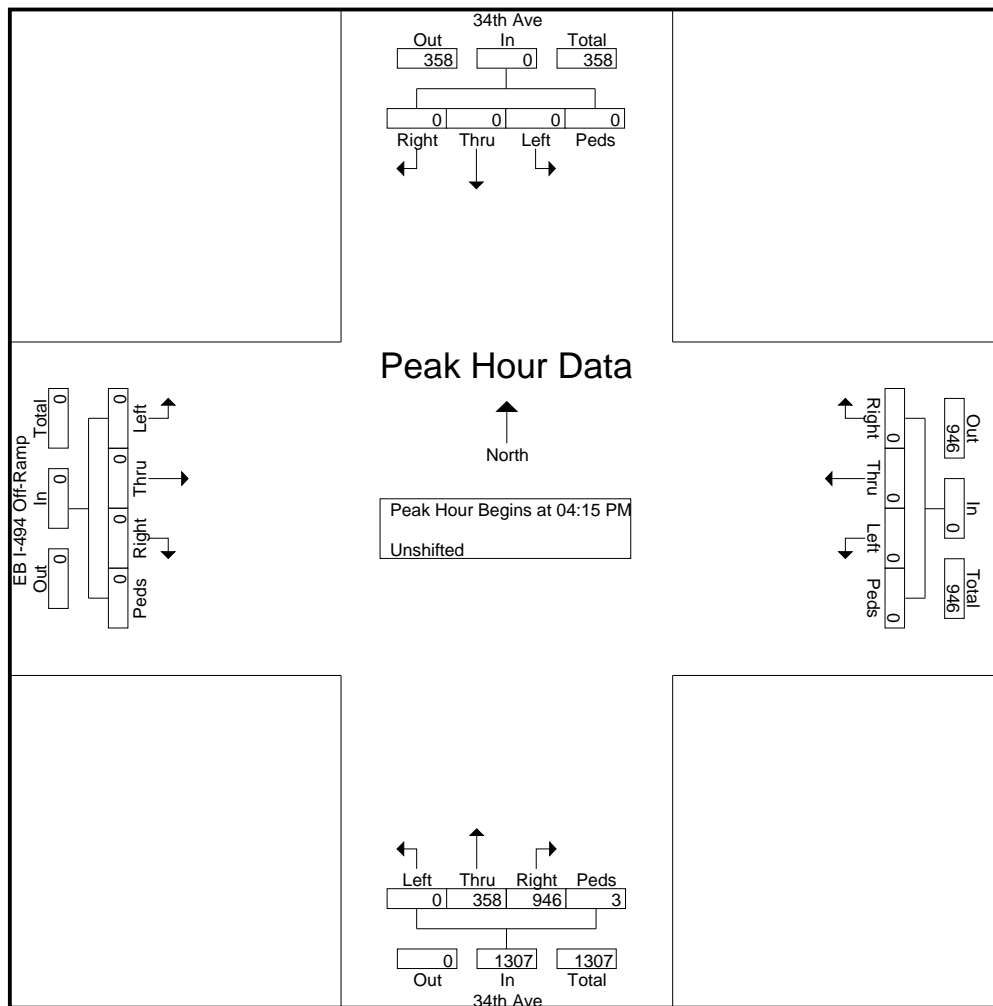 34th Ave
Out In Total
358 0 358
0 0 0 0
Right Thru Left Peds
Peak Hour Data
North
Peak Hour Begins at 04:15 PM
Unshifted
EB I-494 Off-Ramp
Out In Total
0 0 0
0 0 0 0
Left Thru Right Peds
Out In Total
946 0 946
0 0 0 0
Right Thru Left Peds
Left Thru Right Peds
0 358 946 3
0 1307 1307
Out In Total
34th Ave